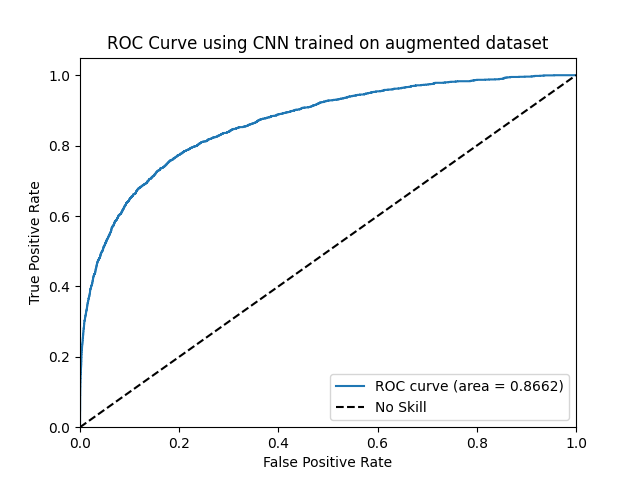 ROC Curve using CNN trained on augmented dataset
True Positive Rate
1.0
0.8
0.6
0.4
0.2
0.0
ROC curve (area = 0.8662)
No Skill
0.0 0.2 0.4 0.6 0.8 1.0
False Positive Rate